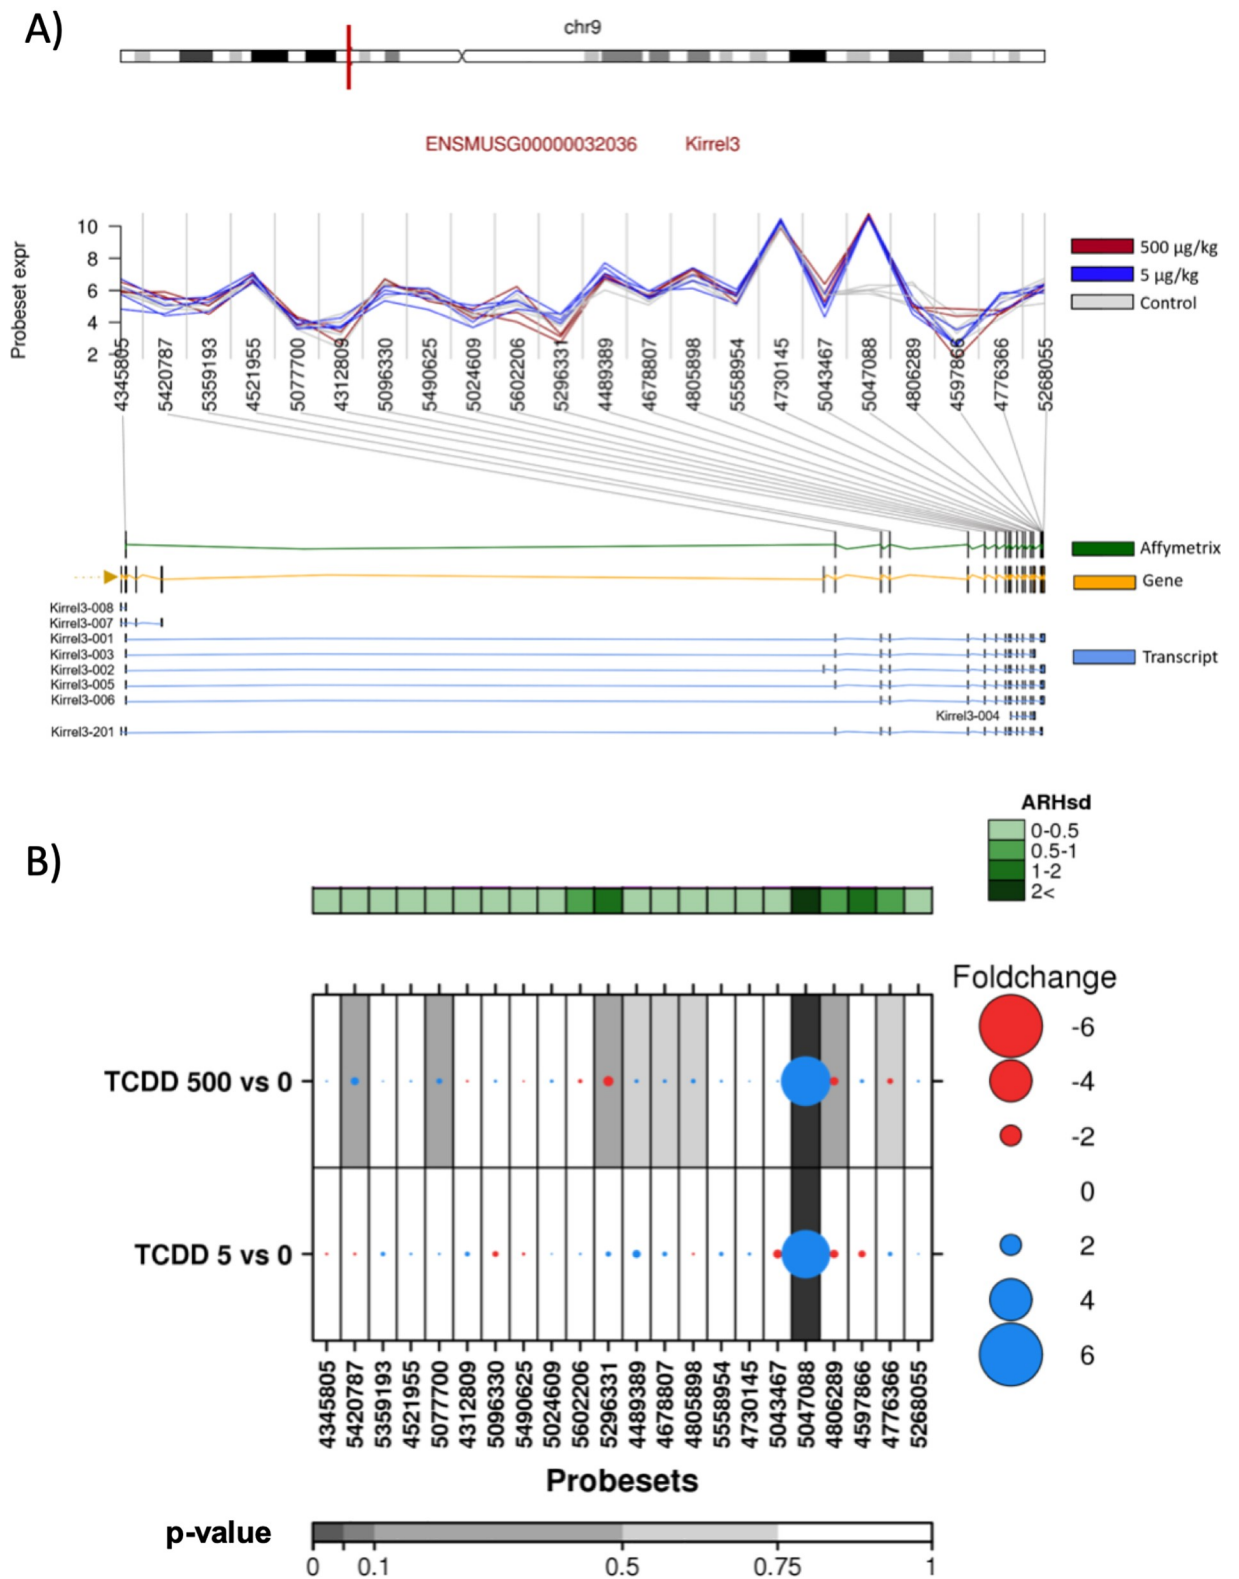 A)
chr9
ENSMUSG00000032036 Kirrel3
Probeset expr
10
8
6
4
2
500 µg/kg
5 µg/kg
Control
4345805 5420787 5359193 4521955 5077700 4312809 5096330 5490625 5024609 5602206 5296331 4489389 4678807 4805898 5558954 4730145 5043467 5047088 4806289 4597866 4776366 5268055
Affymetrix
Gene
Kirrel3-008
Kirrel3-007
Kirrel3-001
Kirrel3-003
Kirrel3-002
Kirrel3-005
Kirrel3-006
Kirrel3-004
Kirrel3-201
Transcript
B)
ARHsd
0-0.5
0.5-1
1-2
2<
Foldchange
-6
-4
-2
0
2
4
6
TCDD 500 vs 0
TCDD 5 vs 0
4345805 5420787 5359193 4521955 5077700 4312809 5096330 5490625 5024609 5602206 5296331 4489389 4678807 4805898 5558954 4730145 5043467 5047088 4806289 4597866 4776366 5268055
Probesets
p-value
0 0.1 0.5 0.75 1